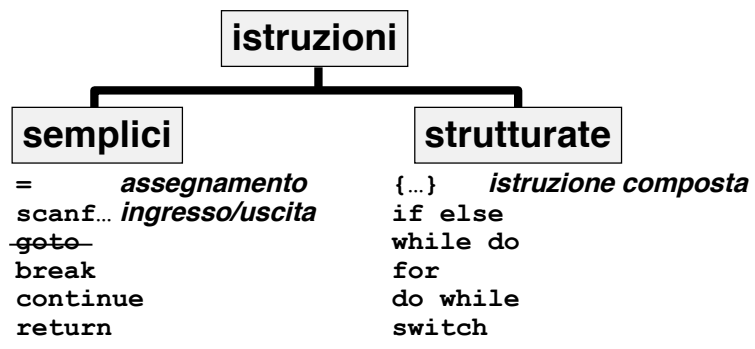 istruzioni
semplici
= assegnamento
scanf… ingresso/uscita
goto
break
continue
return
strutturate
{…} istruzione composta
if else
while do
for
do while
switch